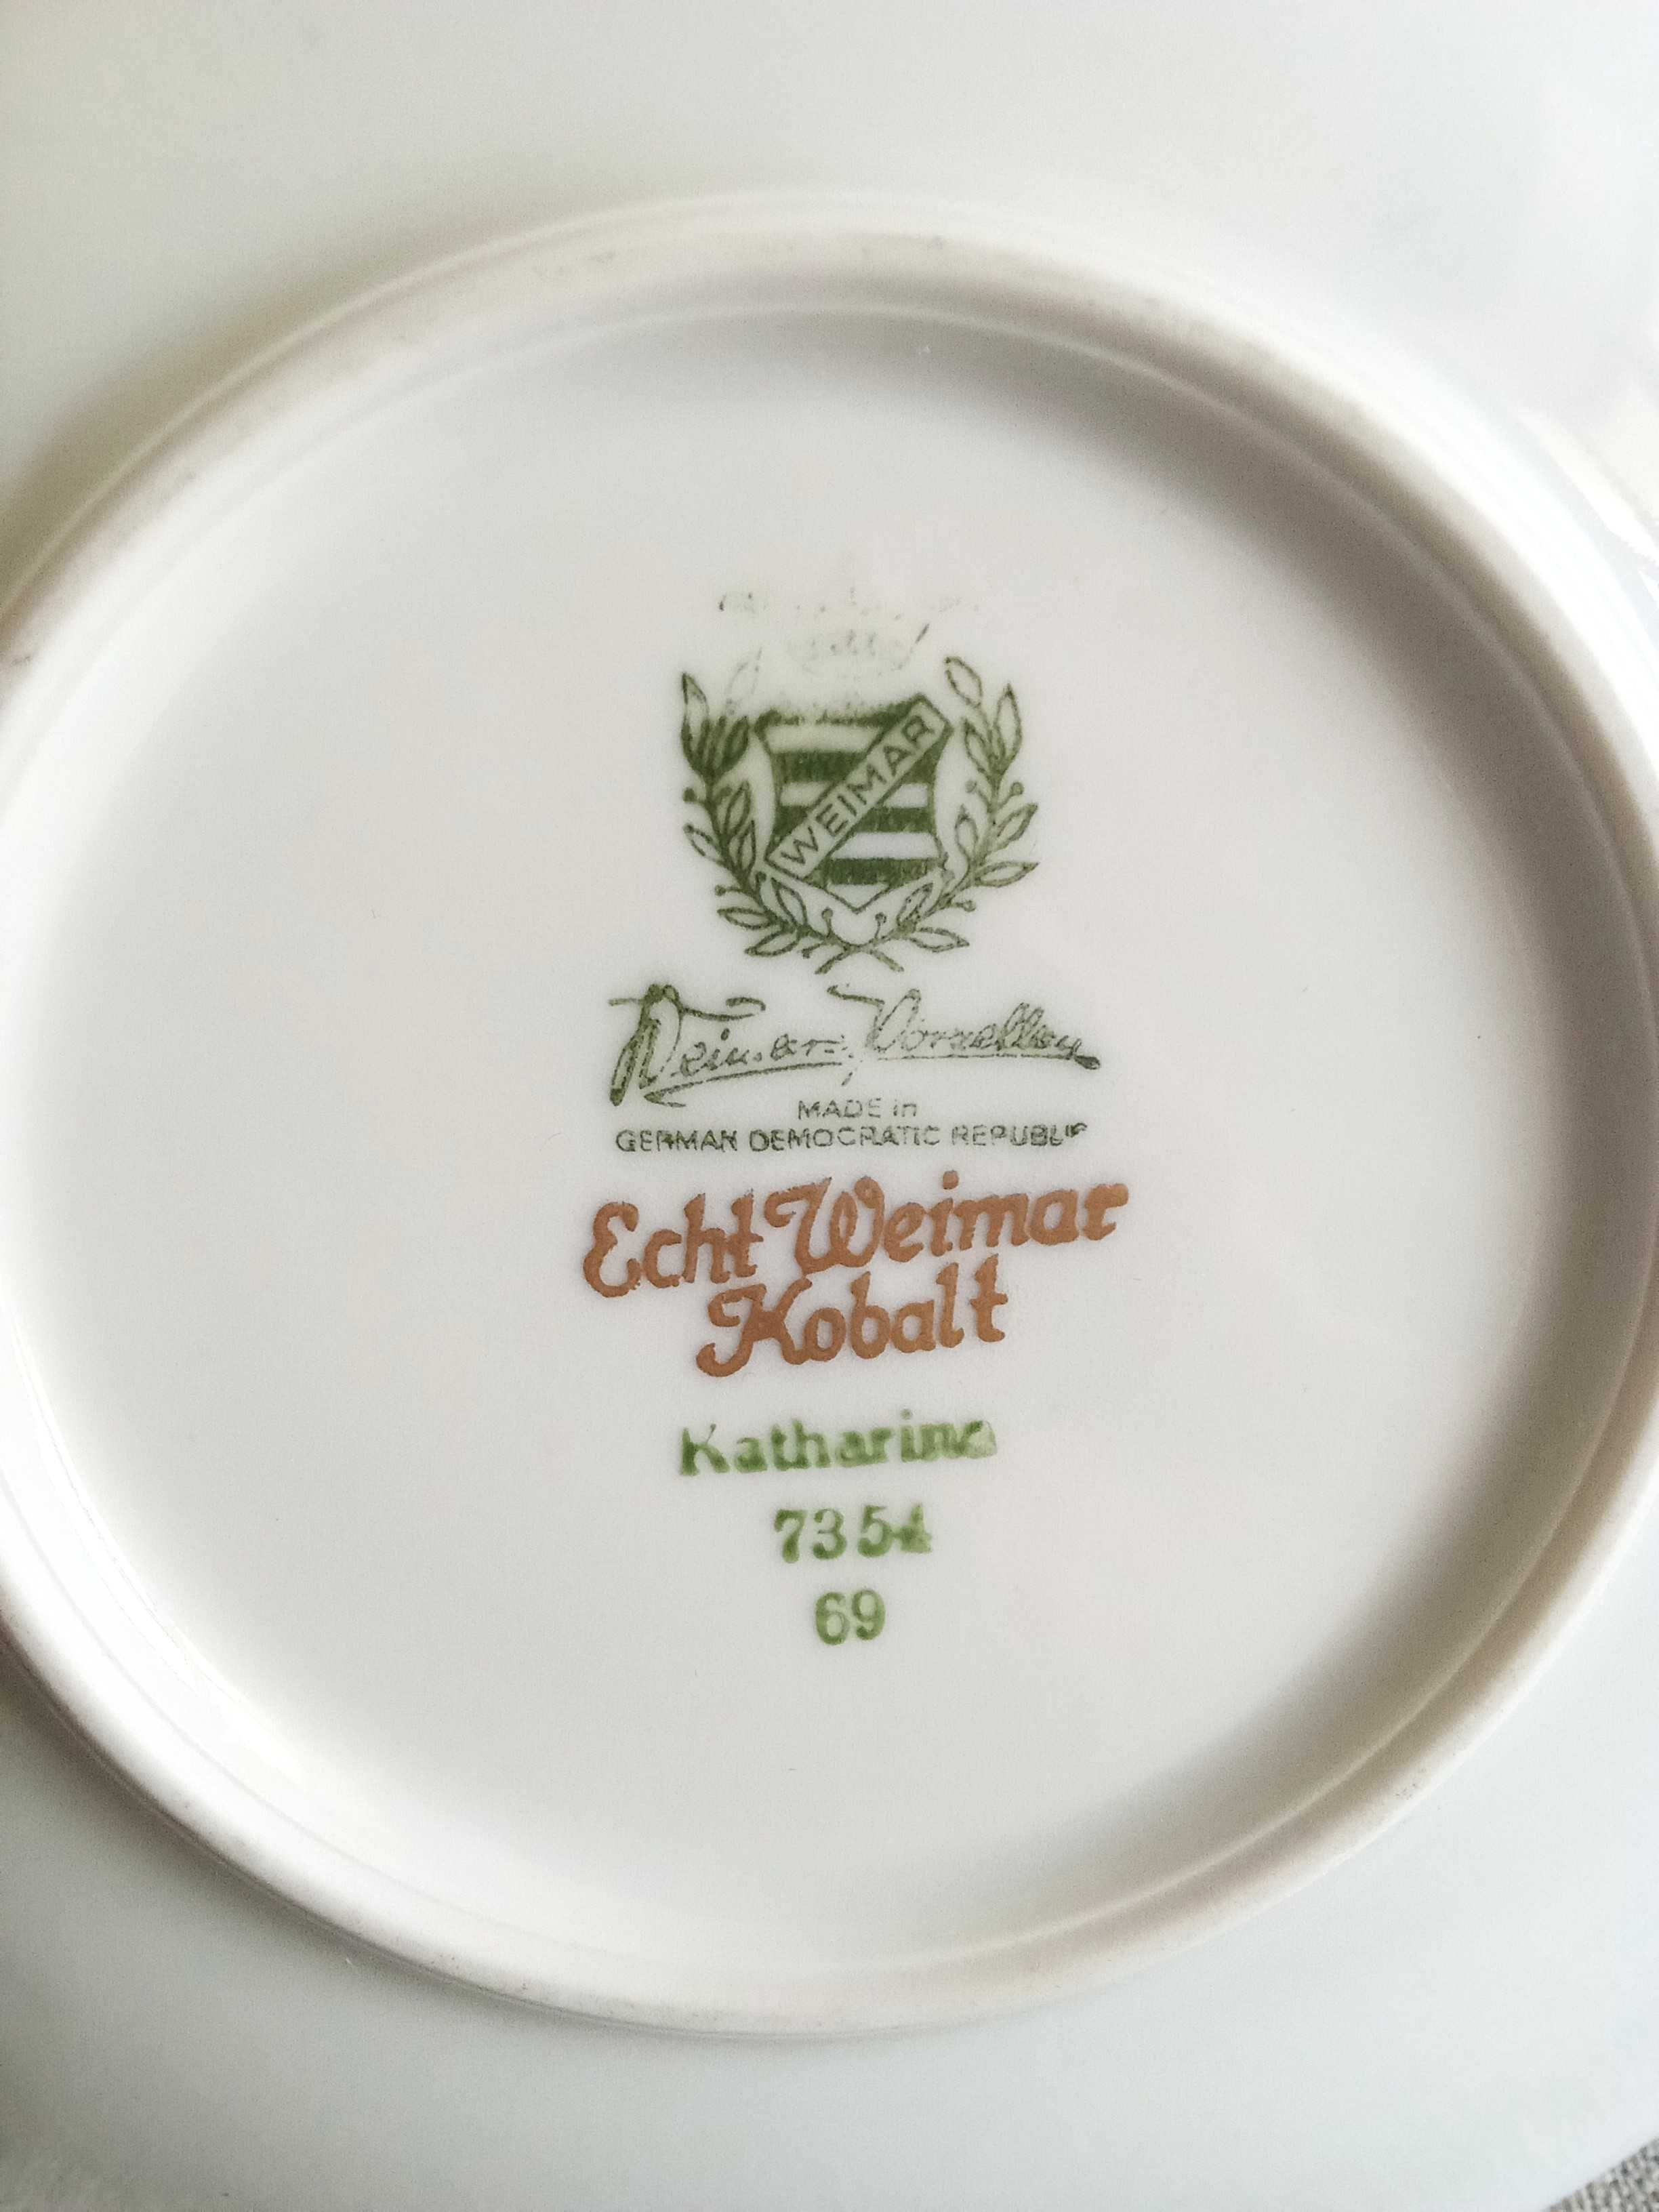 WEIMAR
Weimar-Porzellan
MADE in
GERMAN DEMOCRATIC REPUBLIC
Echt Weimar
Kobalt
Katharina
7354
69